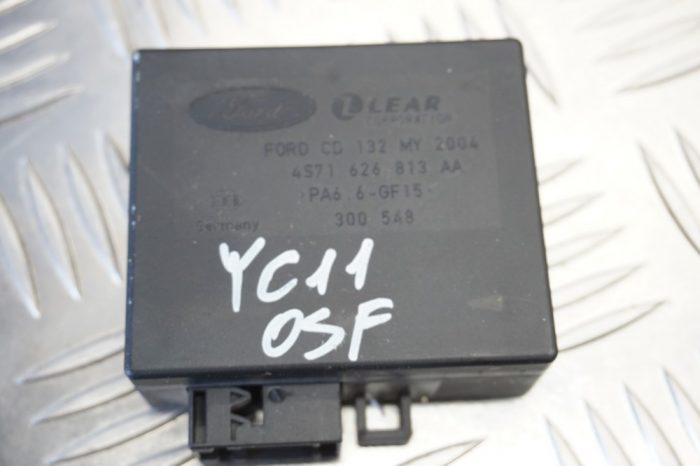 Ford LEAR
CORPORATION
FORD CD 132 MY 2004
4S71 626 813 AA
>PA6.6-GF15<
Germany 300 548
YC11
OSF